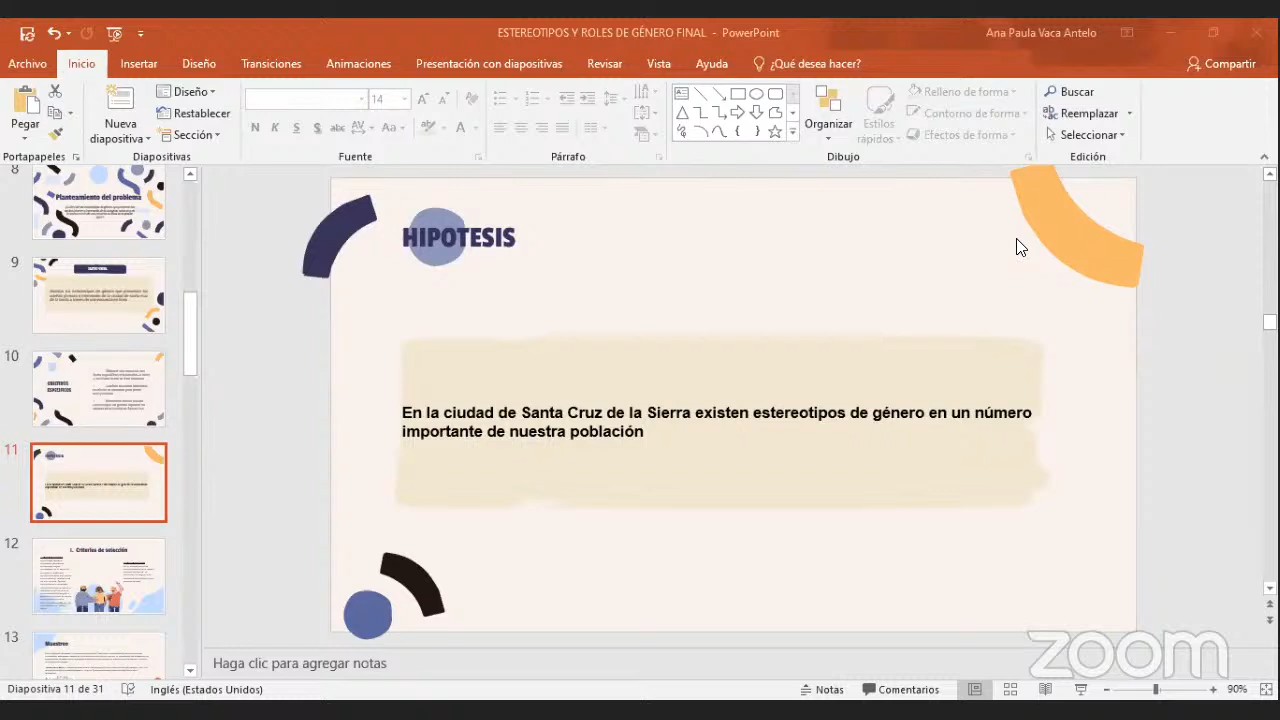 ESTEREOTIPOS Y ROLES DE GÉNERO FINAL - PowerPoint
Ana Paula Vaca Antelo
Archivo Inicio Insertar Diseño Transiciones Animaciones Presentación con diapositivas Revisar Vista Ayuda ¿Qué desea hacer? Compartir
Pegar
Nueva diapositiva
Diseño
Restablecer
Sección
14
N K S S abc AV Aa A
Organizar
Estilos rápidos
Relleno de forma
Contorno de forma
Efectos de forma
Buscar
Reemplazar
Seleccionar
Portapapeles Diapositivas Fuente Párrafo Dibujo Edición
8
Planteamiento del problema
9
10
11
12
1. Criterios de selección
13
Muestreo
HIPOTESIS
En la ciudad de Santa Cruz de la Sierra existen estereotipos de género en un número
importante de nuestra población
zoom
Haga clic para agregar notas
Diapositiva 11 de 31 Inglés (Estados Unidos) Notas Comentarios 90%